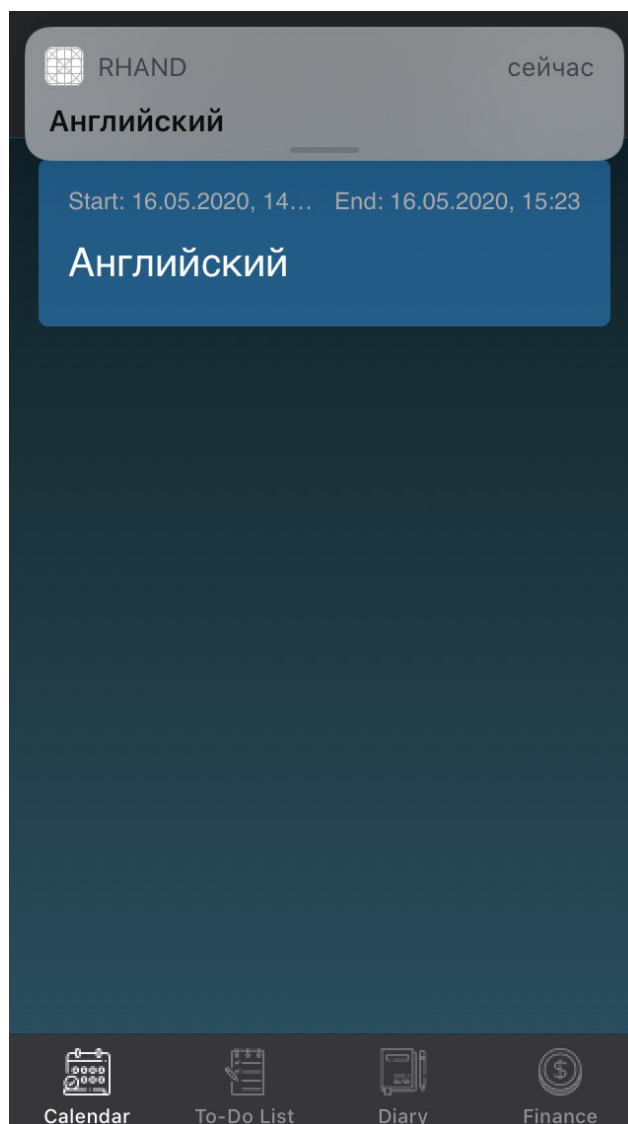 RHAND сейчас
Английский
Start: 16.05.2020, 14… End: 16.05.2020, 15:23
Английский
Calendar To-Do List Diary Finance